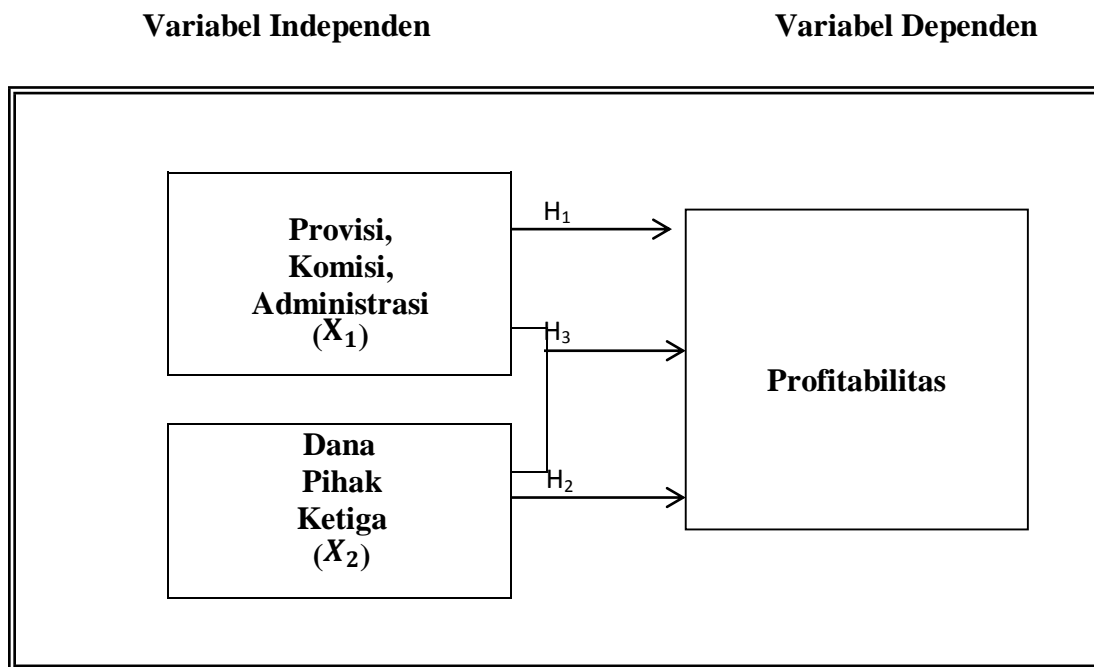 Variabel Independen
Variabel Dependen
Provisi,
Komisi,
Administrasi
(X₁)
H₁
H₃
Profitabilitas
Dana
Pihak
Ketiga
(X₂)
H₂